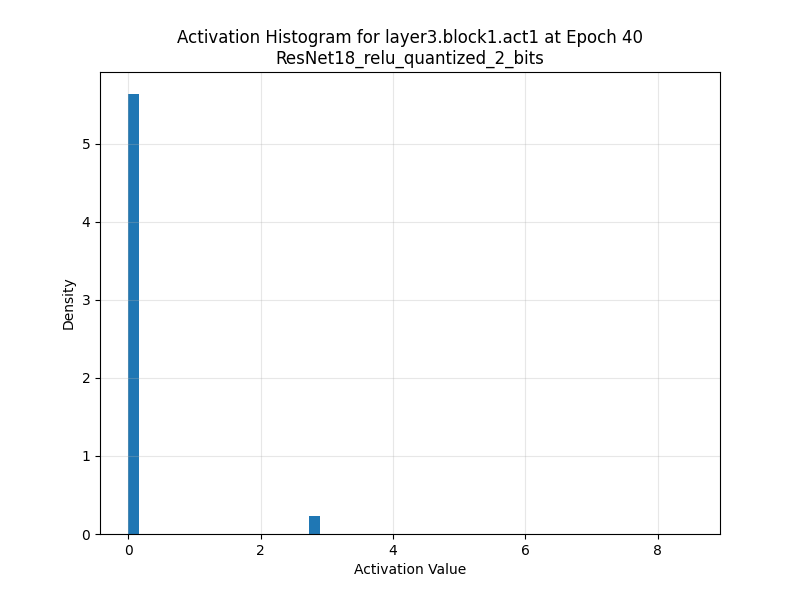 Activation Histogram for layer3.block1.act1 at Epoch 40
ResNet18_relu_quantized_2_bits
5
4
3
2
1
0
Density
0 2 4 6 8
Activation Value